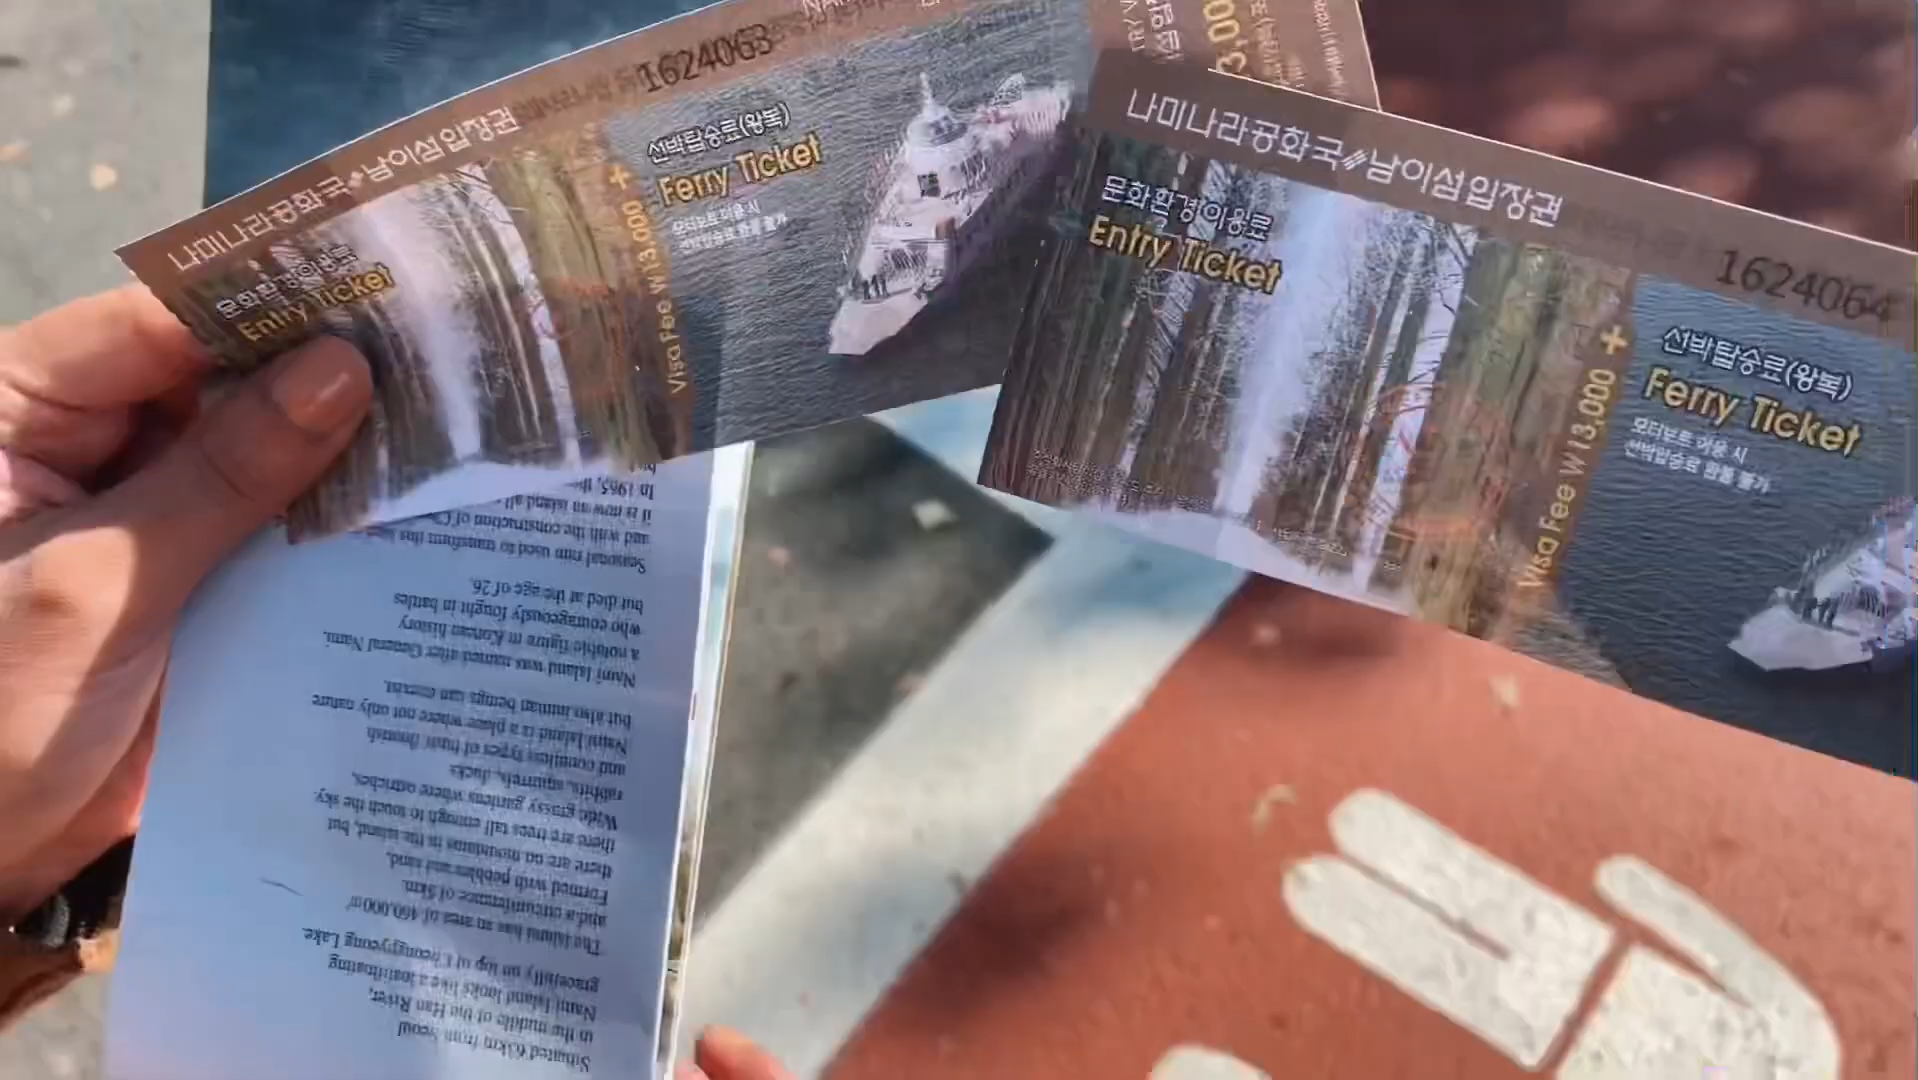 나미나라공화국 남이섬입장권
1624063
문화환경이용료
Entry Ticket
+
Visa Fee ₩13,000
선박탑승료(왕복)
Ferry Ticket
모터보트 이용 시
선박탑승료 환불 불가
나미나라공화국 남이섬입장권
1624064
문화환경이용료
Entry Ticket
+
Visa Fee ₩13,000
선박탑승료(왕복)
Ferry Ticket
모터보트 이용 시
선박탑승료 환불 불가
3,00
Situated 63km from Seoul
in the middle of the Han River,
Nami Island looks like a leaf floating
gracefully on top of Cheongpyeong Lake.
The island has an area of 460,000㎡
and a circumference of 5km.
Formed with pebbles and sand,
there are no mountains in the island, but
there are trees tall enough to touch the sky.
Wide grassy gardens where ostriches,
rabbits, squirrels, ducks
and countless types of birds flourish
Nami Island is a place where not only nature
but also human beings can coexist.
Nami Island was named after General Nami,
a notable figure in Korean history
who courageously fought in battles
but died at the age of 26.
Seasonal rain used to transform this
and with the construction of
it is now an island all
In 1965, the